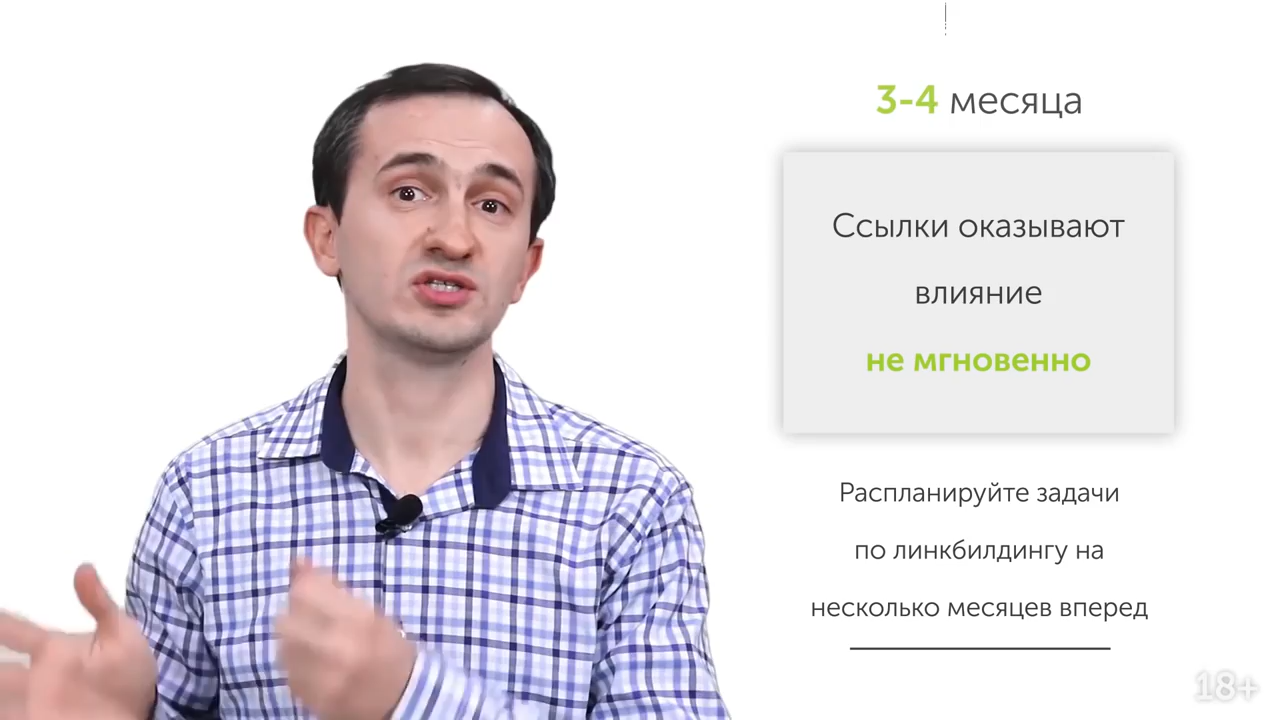 3-4 месяца
Ссылки оказывают
влияние
не мгновенно
Распланируйте задачи
по линкбилдингу на
несколько месяцев вперед
18+